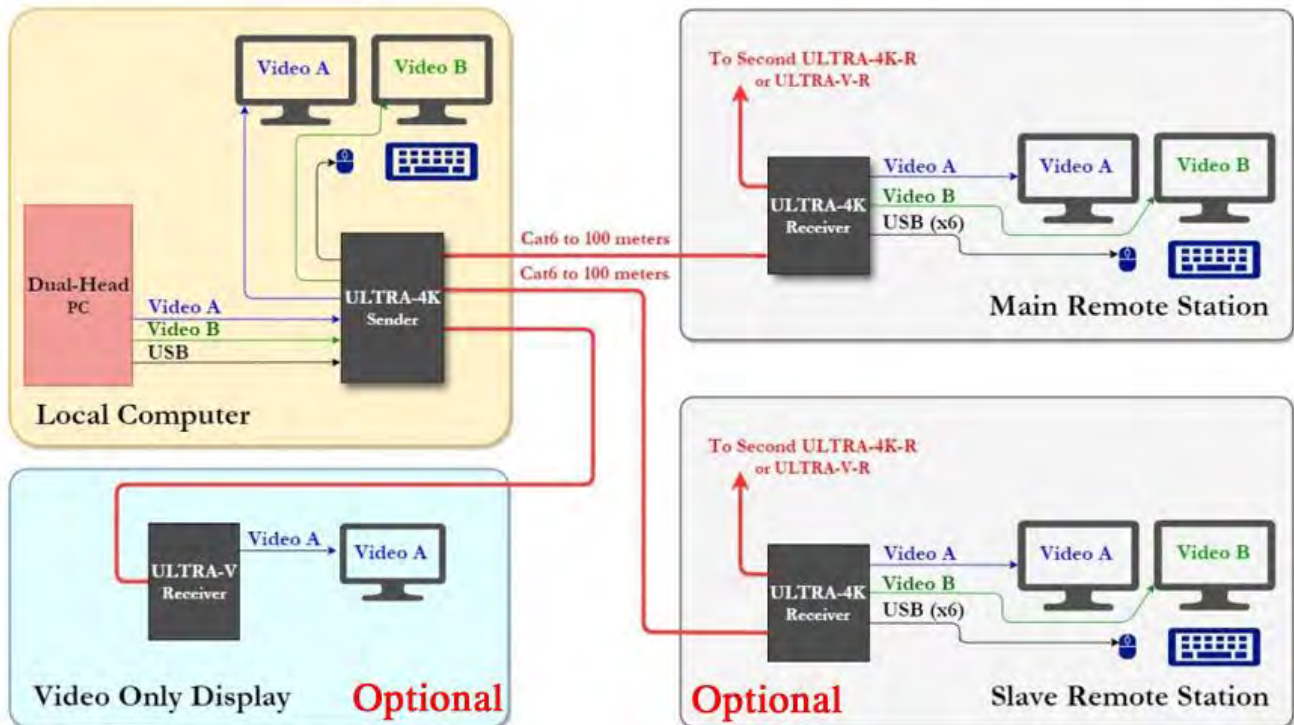 Video A
Video B
Dual-Head
PC
Video A
Video B
USB
ULTRA-4K
Sender
Local Computer
Cat6 to 100 meters
Cat6 to 100 meters
To Second ULTRA-4K-R
or ULTRA-V-R
ULTRA-4K
Receiver
Video A
Video B
USB (x6)
Video A
Video B
Main Remote Station
ULTRA-V
Receiver
Video A
Video A
Video Only Display
Optional
To Second ULTRA-4K-R
or ULTRA-V-R
ULTRA-4K
Receiver
Video A
Video B
USB (x6)
Video A
Video B
Optional
Slave Remote Station